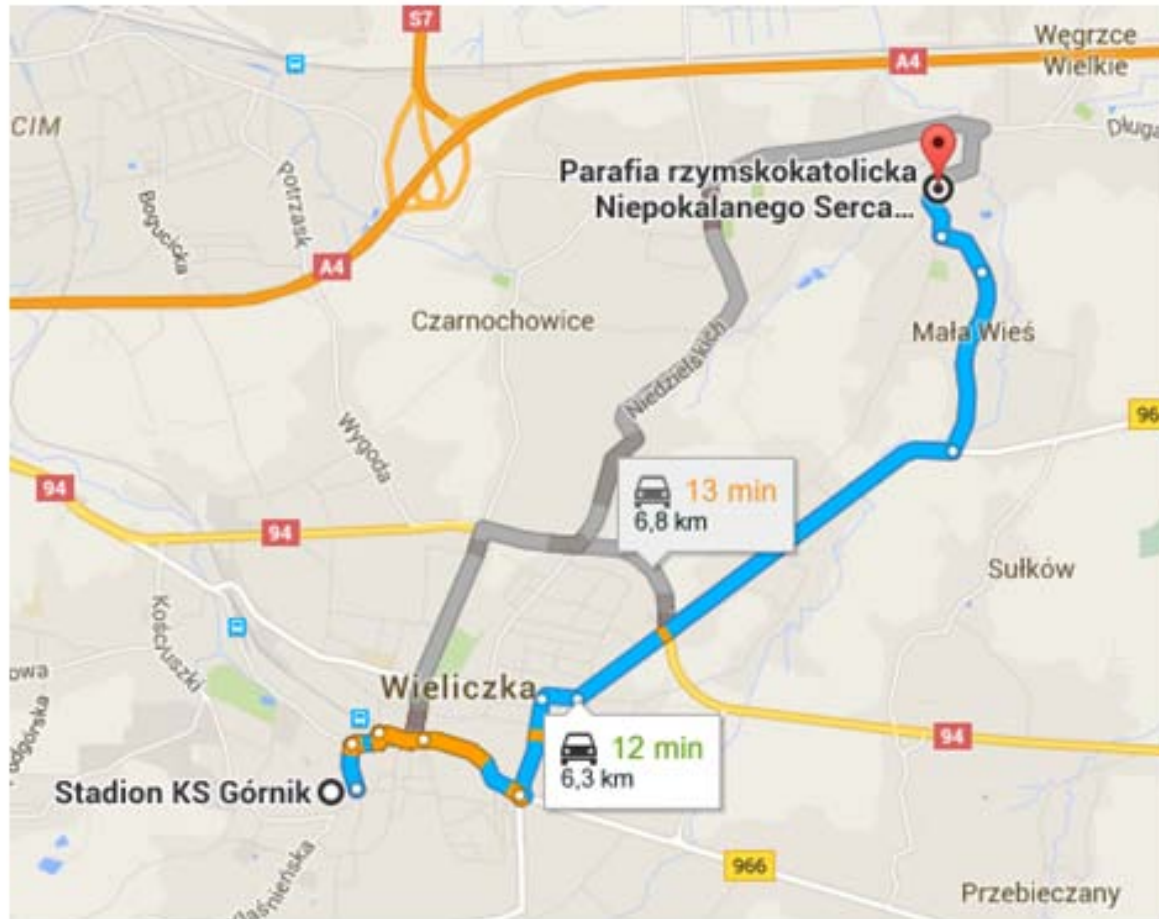 S7
Węgrzce
Wielkie
A4
CIM
Długa
Potrzask
Bogucicka
Parafia rzymskokatolicka
Niepokalanego Serca...
A4
Czarnochowice
Mała Wieś
Niedzielskich
Wygoda
96
94
94
13 min
6,8 km
Sułków
Kościuszki
owa
Wieliczka
odgórska
12 min
6,3 km
94
Stadion KS Górnik
966
Przebieczany